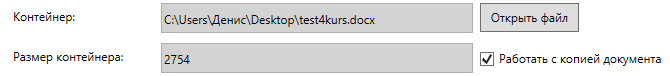 Контейнер: C:\Users\Денис\Desktop\test4kurs.docx Открыть файл
Размер контейнера: 2754 Работать с копией документа